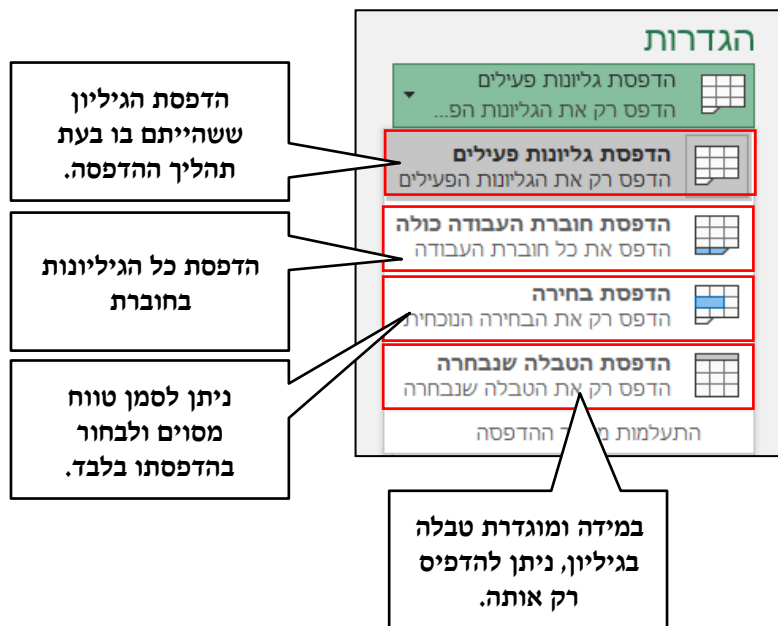 הגדרות
הדפסת גליונות פעילים
הדפס רק את הגליונות הפ...
הדפסת גליונות פעילים
הדפס רק את הגליונות הפעילים
הדפסת חוברת העבודה כולה
הדפס את כל חוברת העבודה
הדפסת בחירה
הדפס רק את הבחירה הנוכחית
הדפסת הטבלה שנבחרה
הדפס רק את הטבלה שנבחרה
התעלמות ההדפסה
הדפסת הגיליון
ששהייתם בו בעת
תהליך ההדפסה.
הדפסת כל הגיליונות
בחוברת
ניתן לסמן טווח
מסוים ולבחור
בהדפסתו בלבד.
במידה ומוגדרת טבלה
בגיליון, ניתן להדפיס
רק אותה.